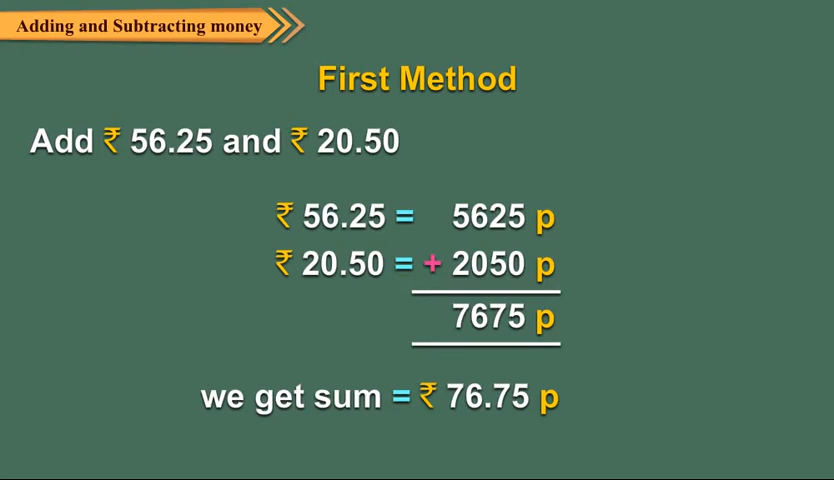 Adding and Subtracting money
First Method
Add ₹ 56.25 and ₹ 20.50
₹ 56.25 = 5625 p
₹ 20.50 = + 2050 p
7675 p
we get sum = ₹ 76.75 p